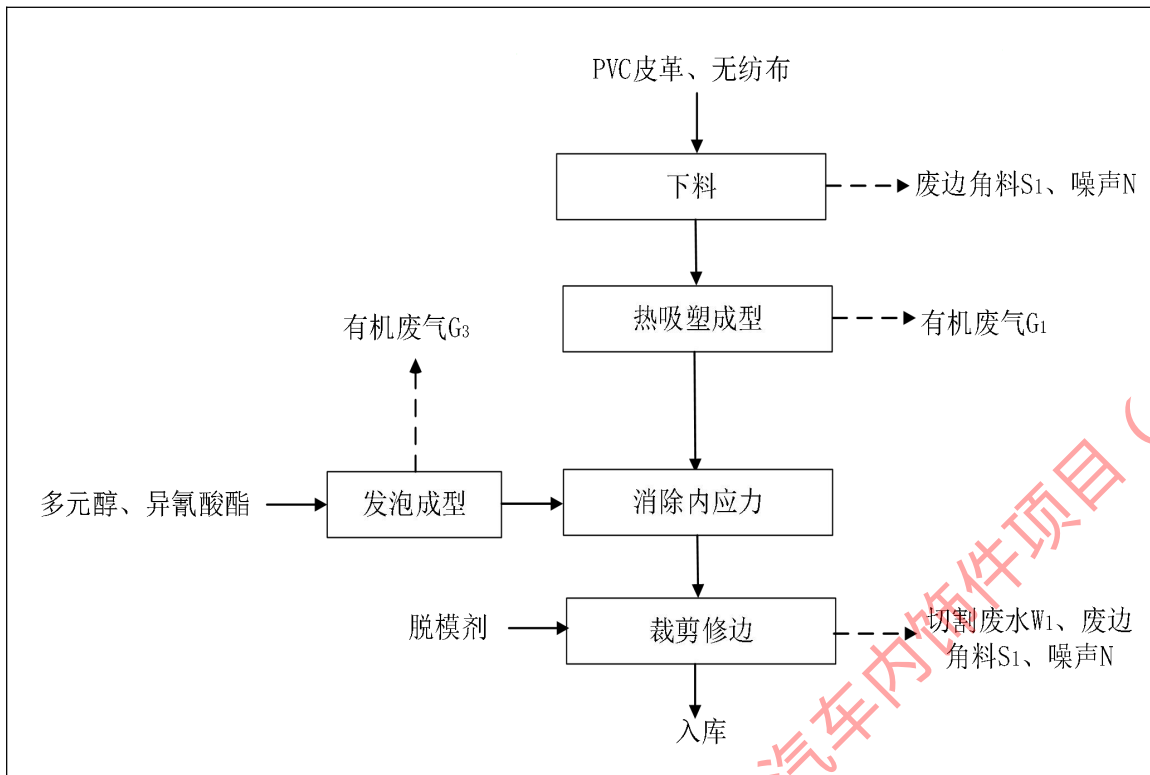 PVC皮革、无纺布
下料
废边角料S1、噪声N
热吸塑成型
有机废气G1
有机废气G3
多元醇、异氰酸酯
发泡成型
消除内应力
脱模剂
裁剪修边
切割废水W1、废边
角料S1、噪声N
入库
汽车内饰件项目（